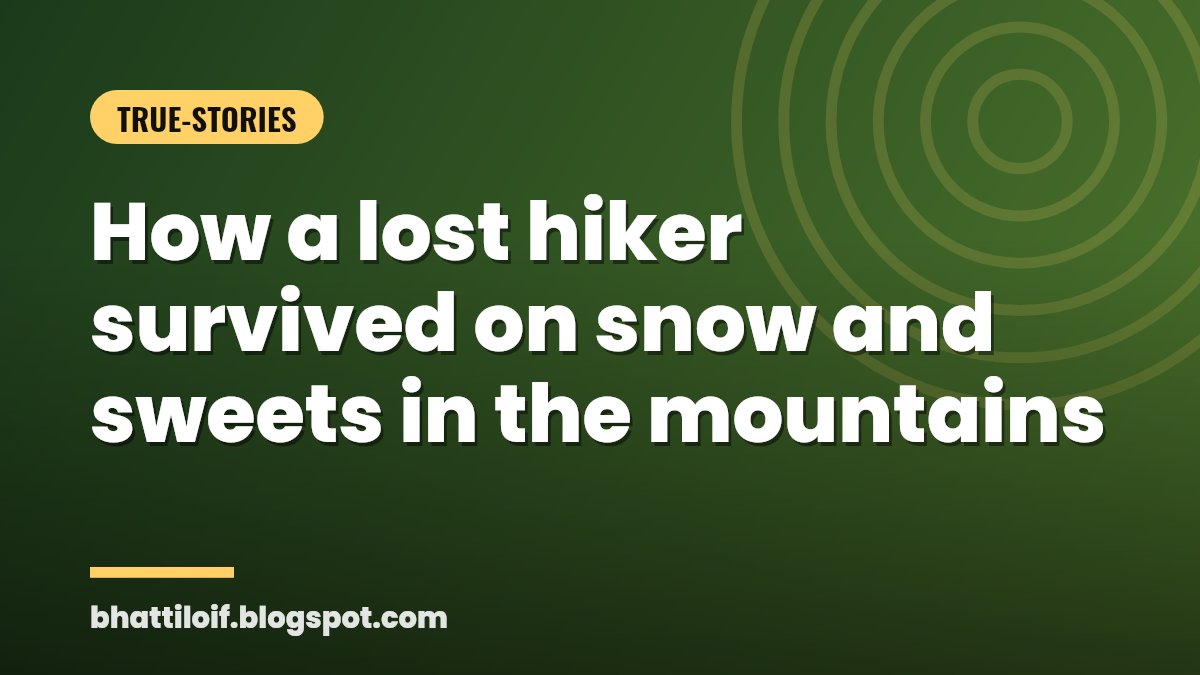 TRUE-STORIES
How a lost hiker
survived on snow and
sweets in the mountains
bhattiloif.blogspot.com